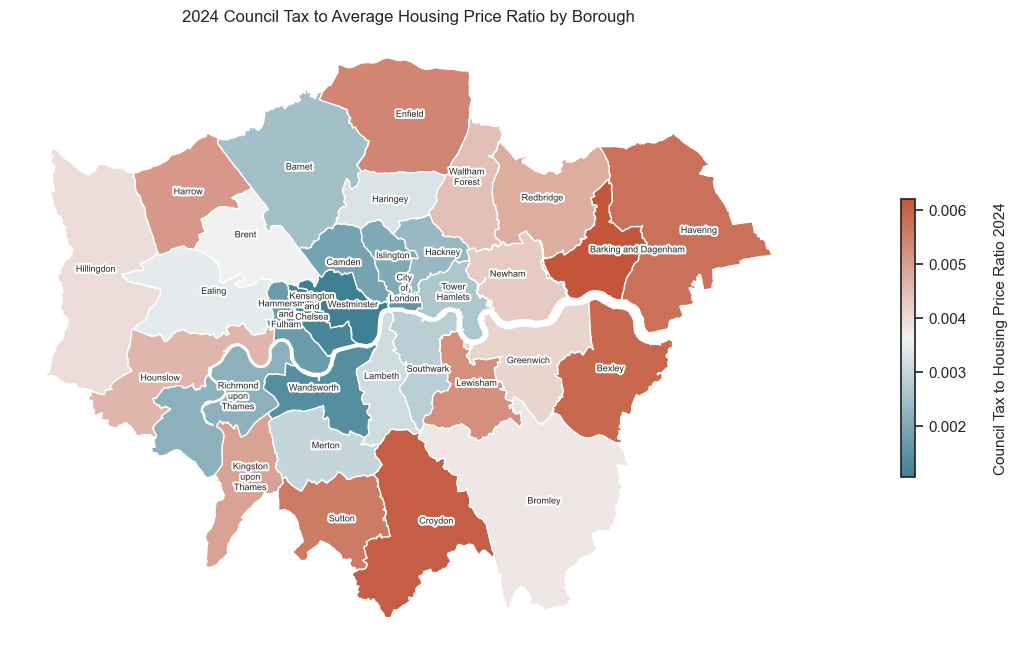 2024 Council Tax to Average Housing Price Ratio by Borough
Enfield
Barnet
Waltham
Forest
Harrow
Haringey
Redbridge
Brent
Havering
Hackney
Barking and Dagenham
Islington
Camden
Hillingdon
Newham
City
of
London
Tower
Hamlets
Ealing
Kensington
and
Chelsea
Westminster
Hammersmith
and
Fulham
Greenwich
Southwark
Bexley
Lambeth
Hounslow
Lewisham
Wandsworth
Richmond
upon
Thames
Merton
Kingston
upon
Thames
Bromley
Sutton
Croydon
0.006
0.005
0.004
0.003
0.002
Council Tax to Housing Price Ratio 2024